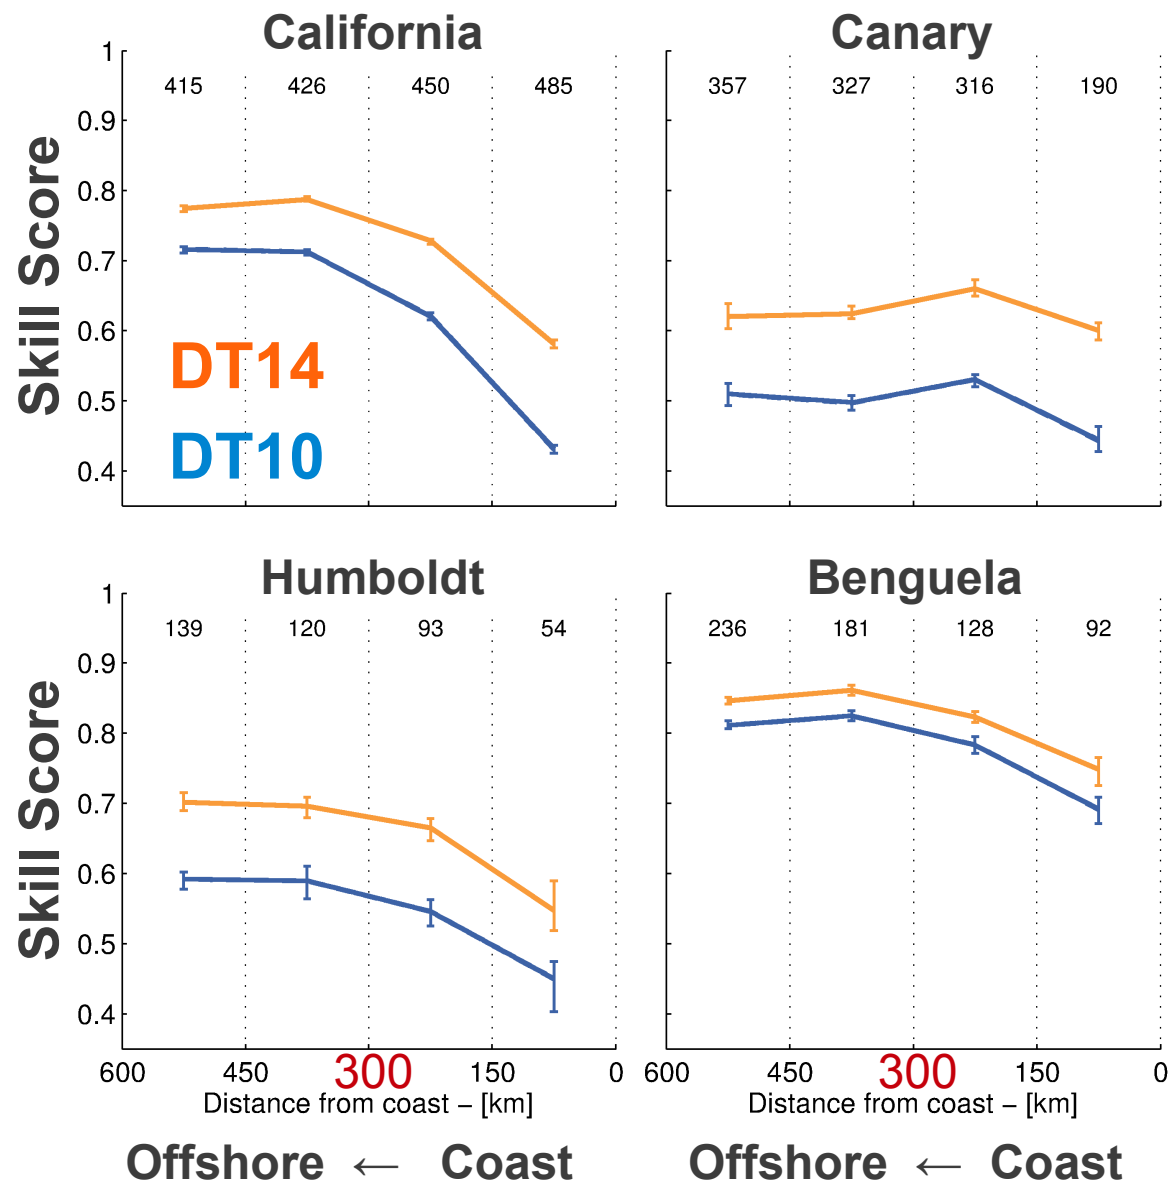 California
Canary
1
415 426 450 485
357 327 316 190
0.9
0.8
0.7
0.6
0.5
0.4
Skill Score
DT14
DT10
Humboldt
Benguela
1
139 120 93 54
236 181 128 92
0.9
0.8
0.7
0.6
0.5
0.4
Skill Score
600 450 300 150 0
600 450 300 150 0
Distance from coast – [km]
Distance from coast – [km]
Offshore ← Coast
Offshore ← Coast